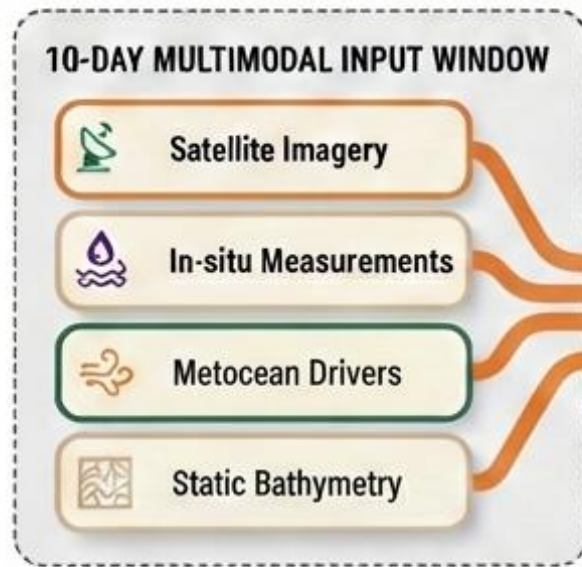 10-DAY MULTIMODAL INPUT WINDOW
Satellite Imagery
In-situ Measurements
Metocean Drivers
Static Bathymetry